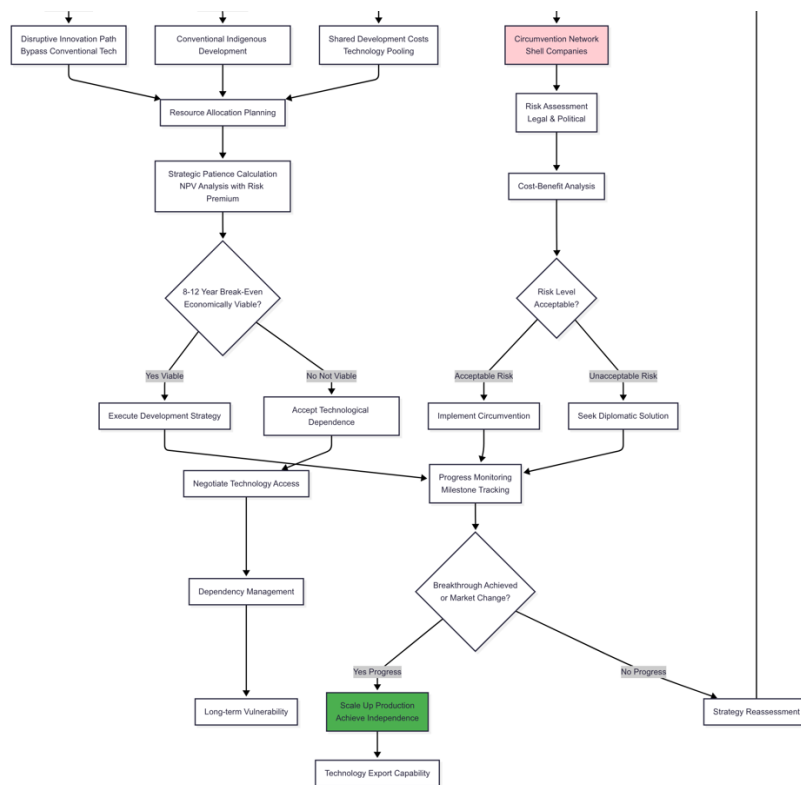 Disruptive Innovation Path
Bypass Conventional Tech
Conventional Indigenous
Development
Shared Development Costs
Technology Pooling
Circumvention Network
Shell Companies
Resource Allocation Planning
Risk Assessment
Legal & Political
Strategic Patience Calculation
NPV Analysis with Risk
Premium
Cost-Benefit Analysis
8-12 Year Break-Even
Economically Viable?
Risk Level
Acceptable?
Yes Viable
No Not Viable
Acceptable Risk
Unacceptable Risk
Execute Development Strategy
Accept Technological
Dependence
Implement Circumvention
Seek Diplomatic Solution
Negotiate Technology Access
Progress Monitoring
Milestone Tracking
Dependency Management
Breakthrough Achieved
or Market Change?
Yes Progress
No Progress
Long-term Vulnerability
Scale Up Production
Achieve Independence
Strategy Reassessment
Technology Export Capability